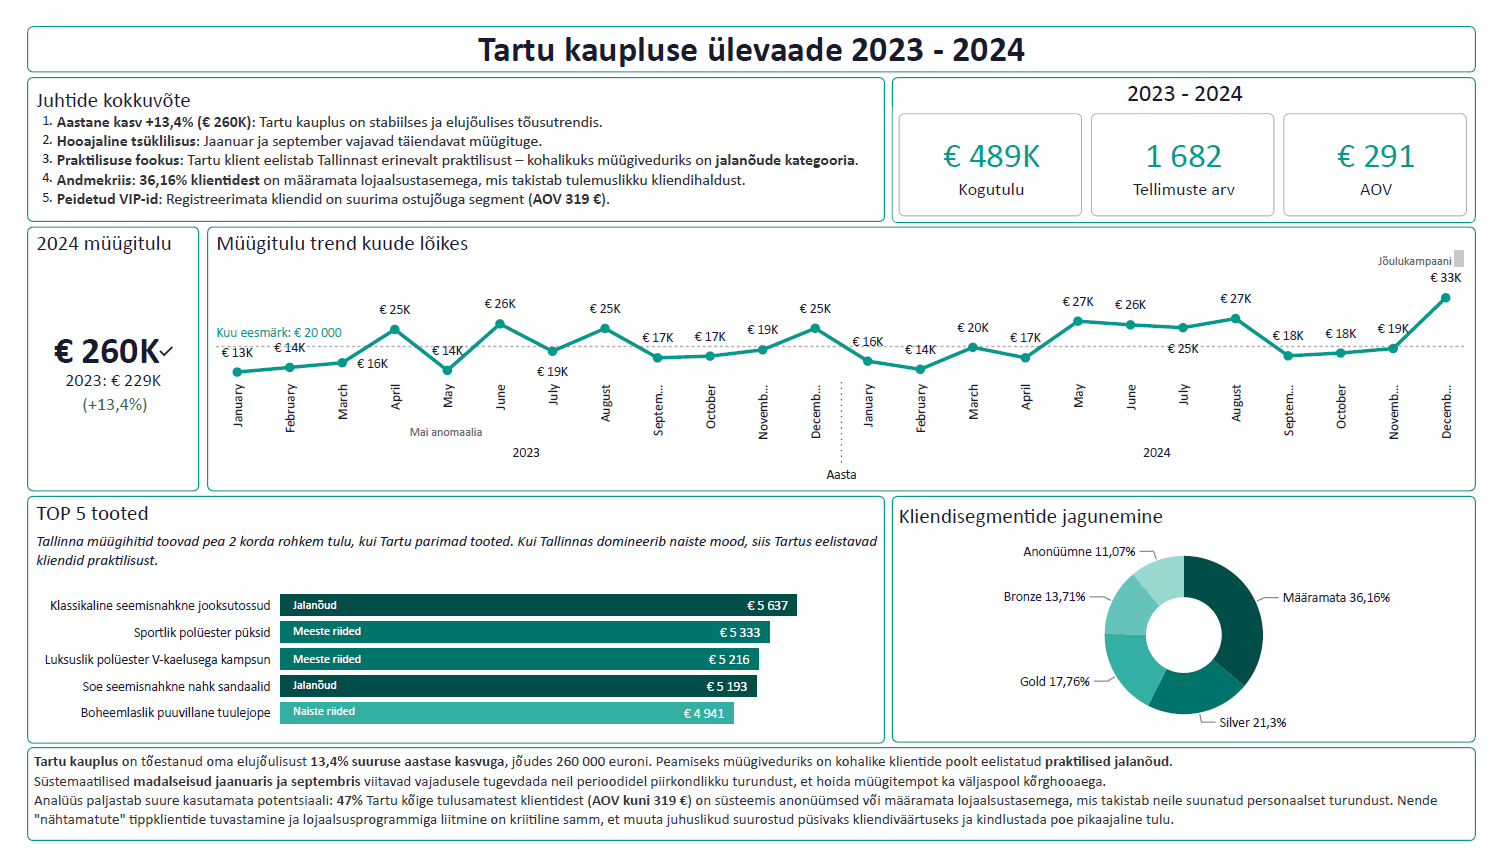 Tartu kaupluse ülevaade 2023 - 2024
Juhtide kokkuvõte
1. Aastane kasv +13,4% (€ 260K): Tartu kauplus on stabiilses ja elujõulises tõusutrendis.
2. Hooajaline tsüklilisus: Jaanuar ja september vajavad täiendavat müügituge.
3. Praktilisuse fookus: Tartu klient eelistab Tallinnast erinevalt praktilisust – kohalikuks müügiveduriks on jalanõude kategooria.
4. Andmekriis: 36,16% klientidest on määramata lojaalsustasemega, mis takistab tulemuslikku kliendihaldust.
5. Peidetud VIP-id: Registreerimata kliendid on suurima ostujõuga segment (AOV 319 €).
2023 - 2024
€ 489K
Kogutulu
1 682
Tellimuste arv
€ 291
AOV
2024 müügitulu
€ 260K✓
2023: € 229K
(+13,4%)
Müügitulu trend kuude lõikes
Jõulukampaani
Kuu eesmärk: € 20 000
€ 13K
€ 14K
€ 16K
€ 25K
€ 14K
€ 26K
€ 19K
€ 25K
€ 17K
€ 17K
€ 19K
€ 25K
€ 16K
€ 14K
€ 20K
€ 17K
€ 27K
€ 26K
€ 25K
€ 27K
€ 18K
€ 18K
€ 19K
€ 33K
January
February
March
April
May
June
July
August
Septem...
October
Novemb...
Decemb...
January
February
March
April
May
June
July
August
Septem...
October
Novemb...
Decemb...
Mai anomaalia
2023
2024
Aasta
TOP 5 tooted
Tallinna müügihitid toovad pea 2 korda rohkem tulu, kui Tartu parimad tooted. Kui Tallinnas domineerib naiste mood, siis Tartus eelistavad
kliendid praktilisust.
Klassikaline seemisnahkne jooksutossud Jalanõud € 5 637
Sportlik polüester püksid Meeste riided € 5 333
Luksuslik polüester V-kaelusega kampsun Meeste riided € 5 216
Soe seemisnahkne nahk sandaalid Jalanõud € 5 193
Boheemlaslik puuvillane tuulejope Naiste riided € 4 941
Kliendisegmentide jagunemine
Anonüümne 11,07%
Bronze 13,71%
Määramata 36,16%
Gold 17,76%
Silver 21,3%
Tartu kauplus on tõestanud oma elujõulisust 13,4% suuruse aastase kasvuga, jõudes 260 000 euroni. Peamiseks müügiveduriks on kohalike klientide poolt eelistatud praktilised jalanõud.
Süstemaatilised madalseisud jaanuaris ja septembris viitavad vajadusele tugevdada neil perioodidel piirkondlikku turundust, et hoida müügitempot ka väljaspool kõrghooaega.
Analüüs paljastab suure kasutamata potentsiaali: 47% Tartu kõige tulusamatest klientidest (AOV kuni 319 €) on süsteemis anonüümsed või määramata lojaalsustasemega, mis takistab neile suunatud personaalset turundust. Nende
"nähtamatute" tippklientide tuvastamine ja lojaalsusprogrammiga liitmine on kriitiline samm, et muuta juhuslikud suurostud püsivaks kliendiväärtuseks ja kindlustada poe pikaajaline tulu.